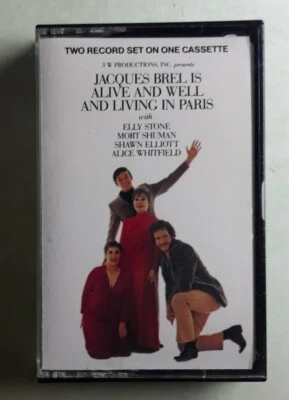 TWO RECORD SET ON ONE CASSETTE
3 W PRODUCTIONS, INC. presents
JACQUES BREL IS
ALIVE AND WELL
AND LIVING IN PARIS
with
ELLY STONE
MORT SHUMAN
SHAWN ELLIOTT
ALICE WHITFIELD